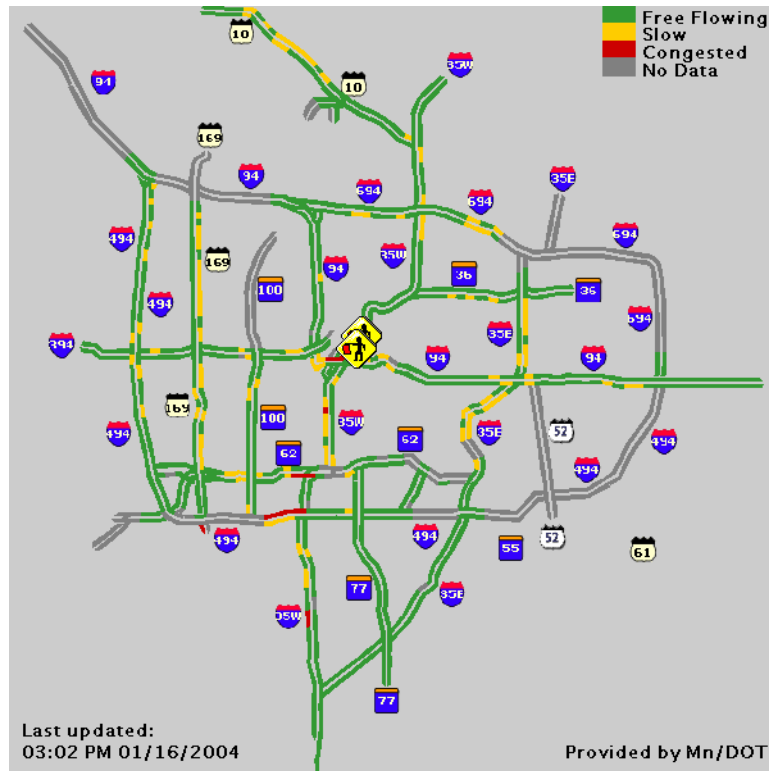 Free Flowing
Slow
Congested
No Data
10
35W
94
10
169
94
694
35E
694
494
169
94
35W
36
694
100
36
494
694
394
35E
94
94
169
100
494
35W
62
35E
52
62
494
494
494
494
52
55
61
77
35E
35W
77
Last updated:
03:02 PM 01/16/2004
Provided by Mn/DOT